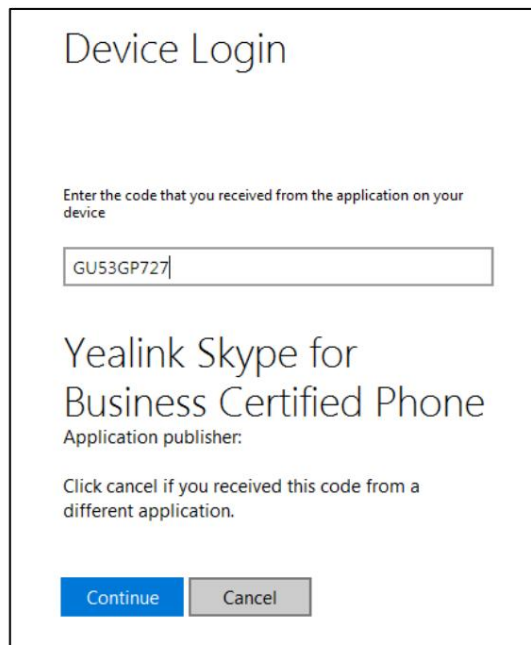 Device Login
Enter the code that you received from the application on your
device
GU53GP727
Yealink Skype for
Business Certified Phone
Application publisher:
Click cancel if you received this code from a
different application.
Continue
Cancel